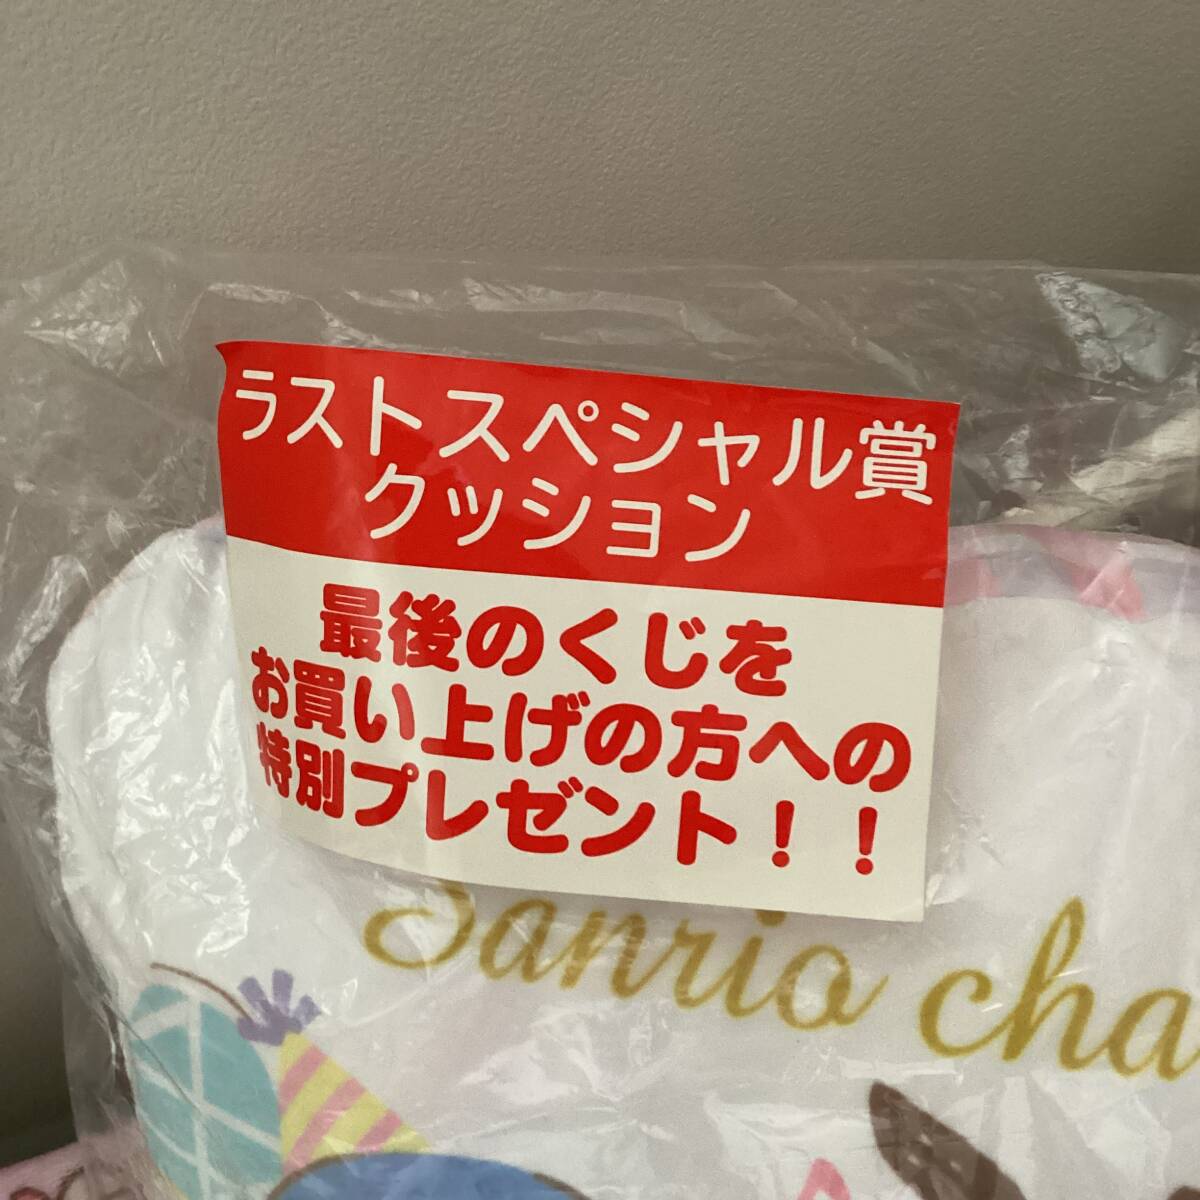 ラストスペシャル賞
クッション
最後のくじを
お買い上げの方への
特別プレゼント！！
Sanrio cha